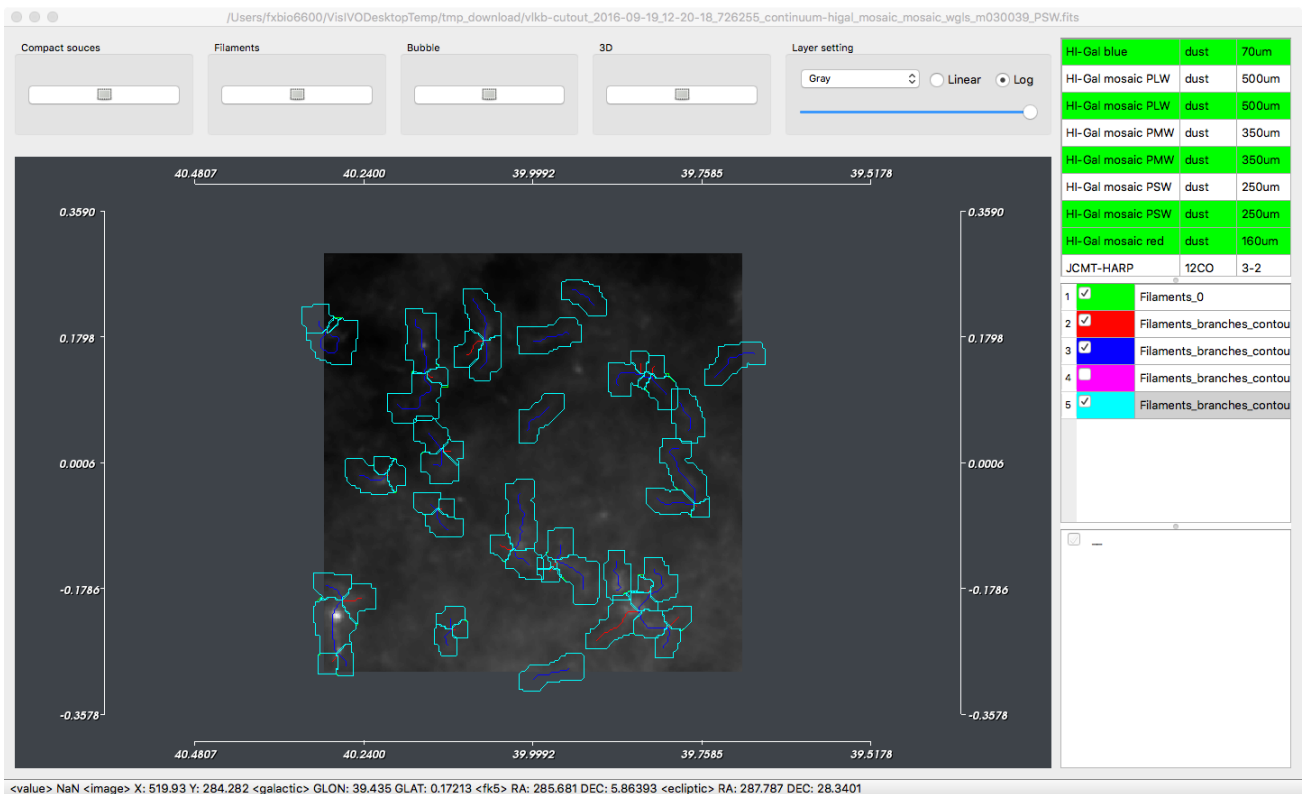 /Users/fxbio6600/VisIVODesktopTemp/tmp_download/vlkb-cutout_2016-09-19_12-20-18_726255_continuum-higal_mosaic_mosaic_wgls_m030039_PSW.fits
Compact souces
Filaments
Bubble
3D
Layer setting
Gray
Linear
Log
HI-Gal blue dust 70um
HI-Gal mosaic PLW dust 500um
HI-Gal mosaic PLW dust 500um
HI-Gal mosaic PMW dust 350um
HI-Gal mosaic PMW dust 350um
HI-Gal mosaic PSW dust 250um
HI-Gal mosaic PSW dust 250um
HI-Gal mosaic red dust 160um
JCMT-HARP 12CO 3-2
1 Filaments_0
2 Filaments_branches_contou
3 Filaments_branches_contou
4 Filaments_branches_contou
5 Filaments_branches_contou
40.4807 40.2400 39.9992 39.7585 39.5178
0.3590 0.3590
0.1798 0.1798
0.0006 0.0006
-0.1786 -0.1786
-0.3578 -0.3578
40.4807 40.2400 39.9992 39.7585 39.5178
<value> NaN <image> X: 519.93 Y: 284.282 <galactic> GLON: 39.435 GLAT: 0.17213 <fk5> RA: 285.681 DEC: 5.86393 <ecliptic> RA: 287.787 DEC: 28.3401